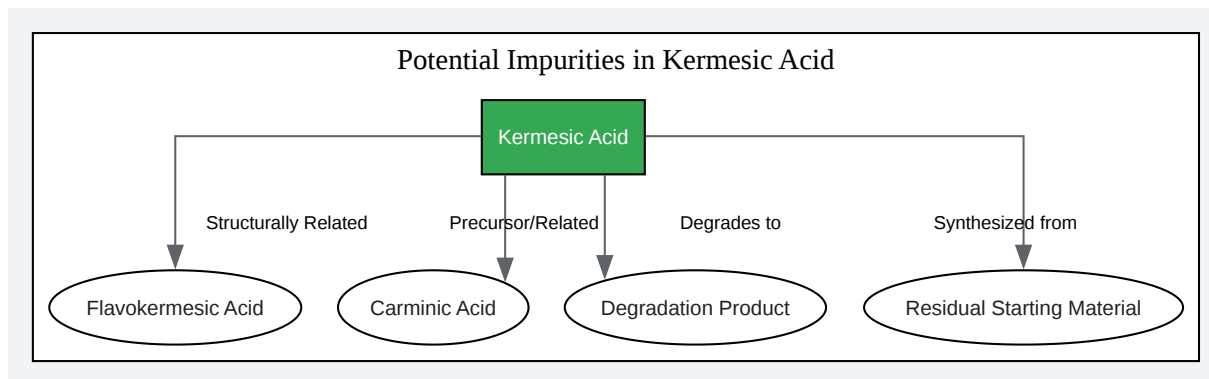 Potential Impurities in Kermesic Acid
Kermesic Acid
Structurally Related
Precursor/Related
Degrades to
Synthesized from
Flavokermesic Acid
Carminic Acid
Degradation Product
Residual Starting Material